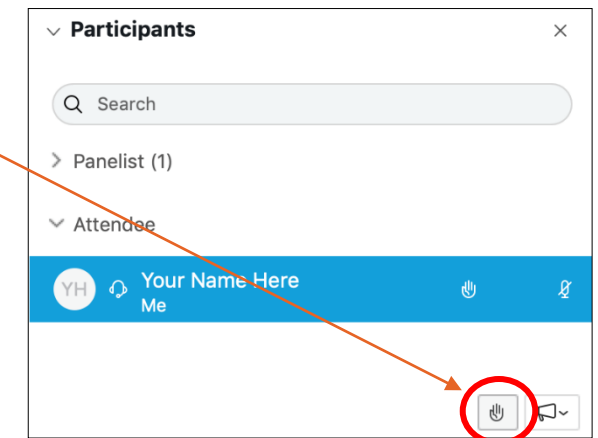 Participants
Search
Panelist (1)
Attendee
YH
Your Name Here
Me